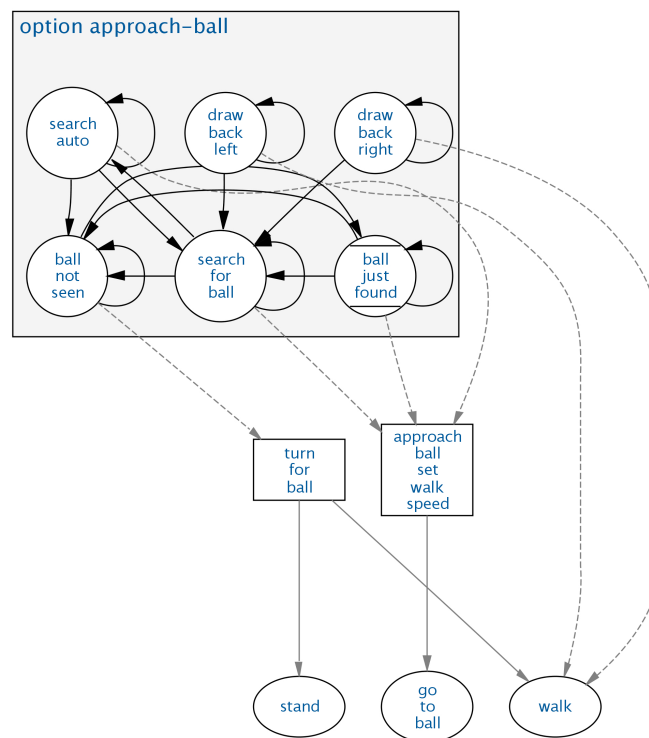 option approach-ball
search
auto
draw
back
left
draw
back
right
ball
not
seen
search
for
ball
ball
just
found
turn
for
ball
approach
ball
set
walk
speed
stand
go
to
ball
walk